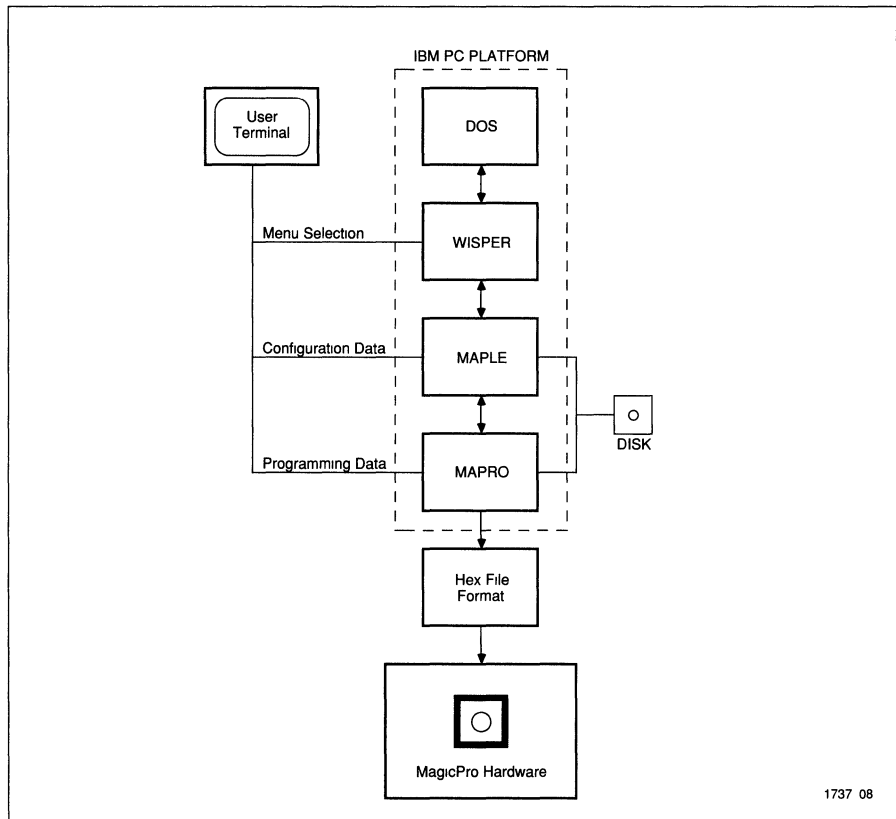 IBM PC PLATFORM
User
Terminal
DOS
Menu Selection
WISPER
Configuration Data
MAPLE
DISK
Programming Data
MAPRO
Hex File
Format
MagicPro Hardware
1737 08